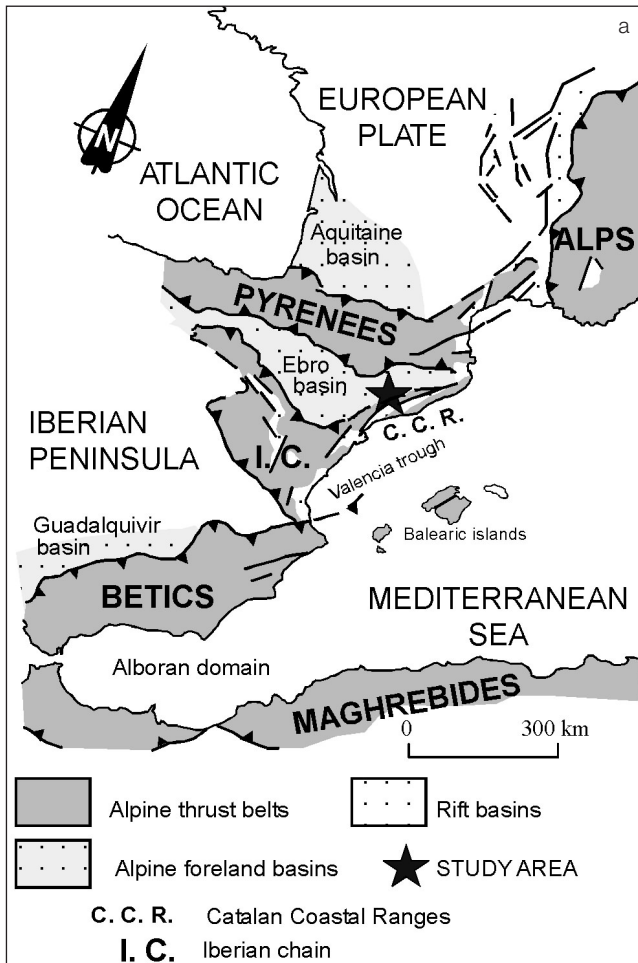 a
EUROPEAN
PLATE
N
ATLANTIC
OCEAN
Aquitaine
basin
ALPS
PYRENEES
Ebro
basin
IBERIAN
PENINSULA
I. C.
C. C. R.
Valencia trough
Guadalquivir
basin
Balearic islands
BETICS
MEDITERRANEAN
SEA
Alboran domain
MAGHREBIDES
0 300 km
Alpine thrust belts
Rift basins
Alpine foreland basins
STUDY AREA
C. C. R. Catalan Coastal Ranges
I. C. Iberian chain